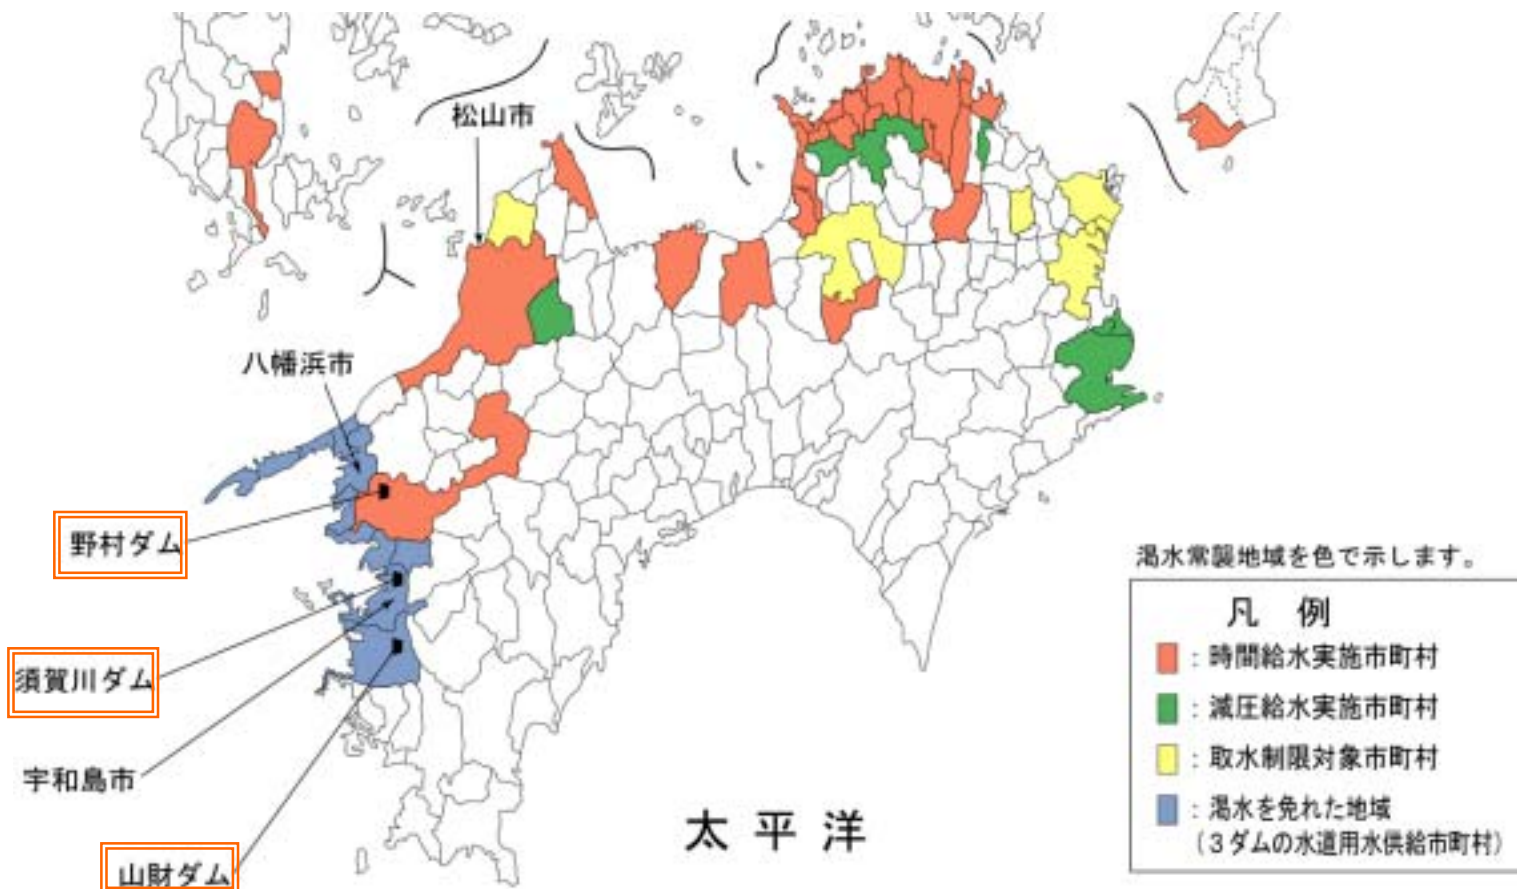 松山市
八幡浜市
野村ダム
須賀川ダム
宇和島市
山財ダム
太平洋
渇水常襲地域を色で示します。
凡 例
：時間給水実施市町村
：減圧給水実施市町村
：取水制限対象市町村
：渇水を免れた地域
（３ダムの水道用水供給市町村）